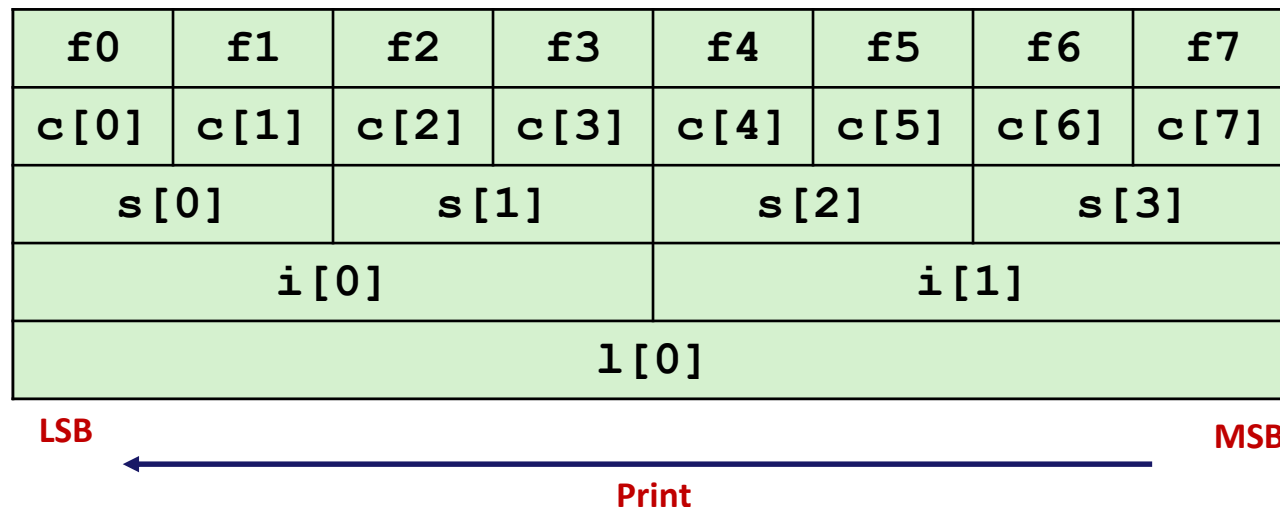 f0 f1 f2 f3 f4 f5 f6 f7
c[0] c[1] c[2] c[3] c[4] c[5] c[6] c[7]
s[0] s[1] s[2] s[3]
i[0] i[1]
l[0]
LSB MSB
Print